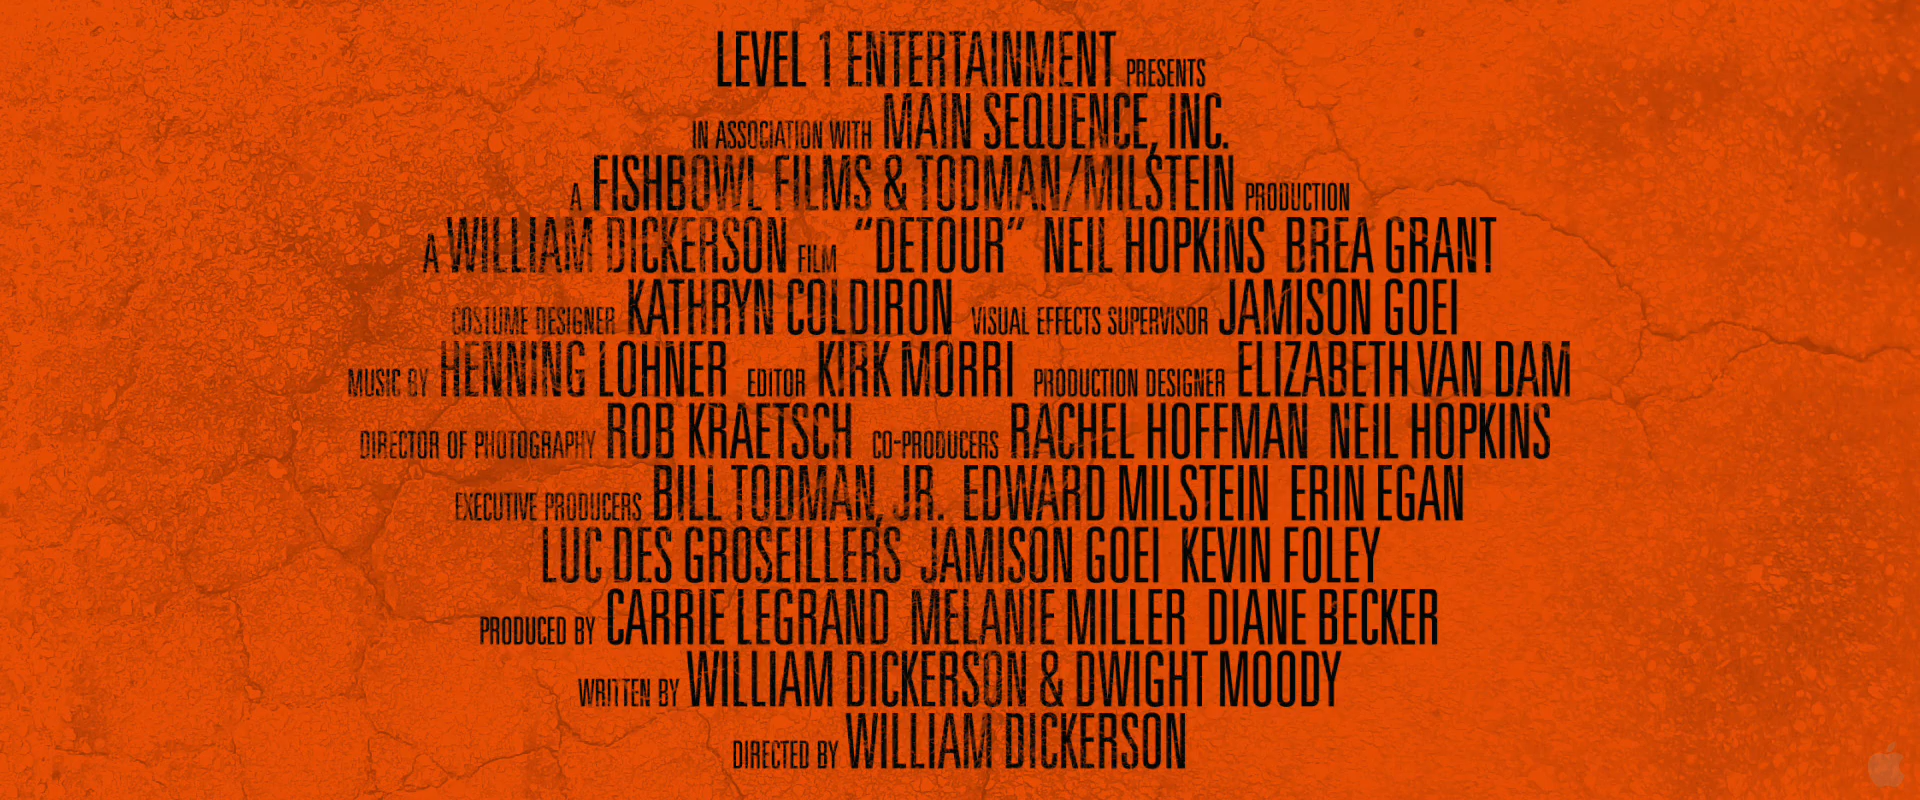 LEVEL 1 ENTERTAINMENT PRESENTS
IN ASSOCIATION WITH MAIN SEQUENCE, INC.
A FISHBOWL FILMS & TODMAN/MILSTEIN PRODUCTION
A WILLIAM DICKERSON FILM “DETOUR” NEIL HOPKINS BREA GRANT
COSTUME DESIGNER KATHRYN COLDIRON VISUAL EFFECTS SUPERVISOR JAMISON GOEI
MUSIC BY HENNING LOHNER EDITOR KIRK MORRI PRODUCTION DESIGNER ELIZABETH VAN DAM
DIRECTOR OF PHOTOGRAPHY ROB KRAETSCH CO-PRODUCERS RACHEL HOFFMAN NEIL HOPKINS
EXECUTIVE PRODUCERS BILL TODMAN, JR. EDWARD MILSTEIN ERIN EGAN
LUC DES GROSEILLERS JAMISON GOEI KEVIN FOLEY
PRODUCED BY CARRIE LEGRAND MELANIE MILLER DIANE BECKER
WRITTEN BY WILLIAM DICKERSON & DWIGHT MOODY
DIRECTED BY WILLIAM DICKERSON